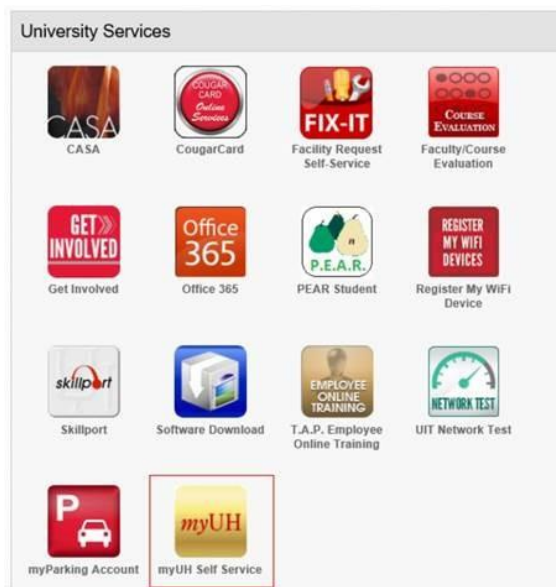 University Services
CASA
CASA
COUGAR
CARD
Online
Services
CougarCard
FIX-IT
Facility Request
Self-Service
COURSE
EVALUATION
Faculty/Course
Evaluation
GET
INVOLVED
Get Involved
Office
365
Office 365
n
P.E.A.R.
PEAR Student
REGISTER
MY WIFI
DEVICES
Register My WiFi
Device
skillport
Skillport
Software Download
EMPLOYEE
ONLINE
TRAINING
T.A.P. Employee
Online Training
NETWORK TEST
UIT Network Test
P
myParking Account
myUH
myUH Self Service